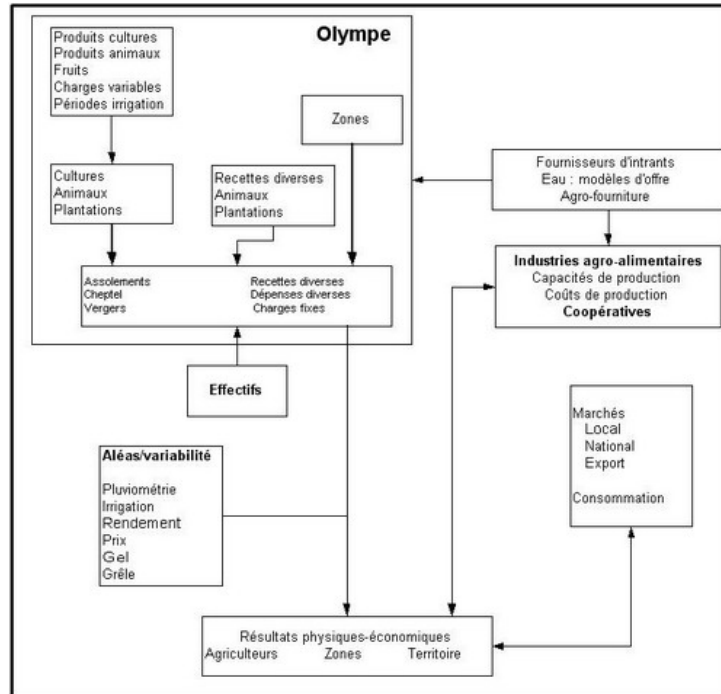 Olympe
Produits cultures
Produits animaux
Fruits
Charges variables
Périodes irrigation
Zones
Cultures
Animaux
Plantations
Recettes diverses
Animaux
Plantations
Fournisseurs d'intrants
Eau : modèles d'offre
Agro-fourniture
Industries agro-alimentaires
Capacités de production
Coûts de production
Coopératives
Assolements
Cheptel
Vergers
Recettes diverses
Dépenses diverses
Charges fixes
Effectifs
Marchés
Local
National
Export
Consommation
Aléas/variabilité
Pluviométrie
Irrigation
Rendement
Prix
Gel
Grêle
Résultats physiques-économiques
Agriculteurs Zones Territoire